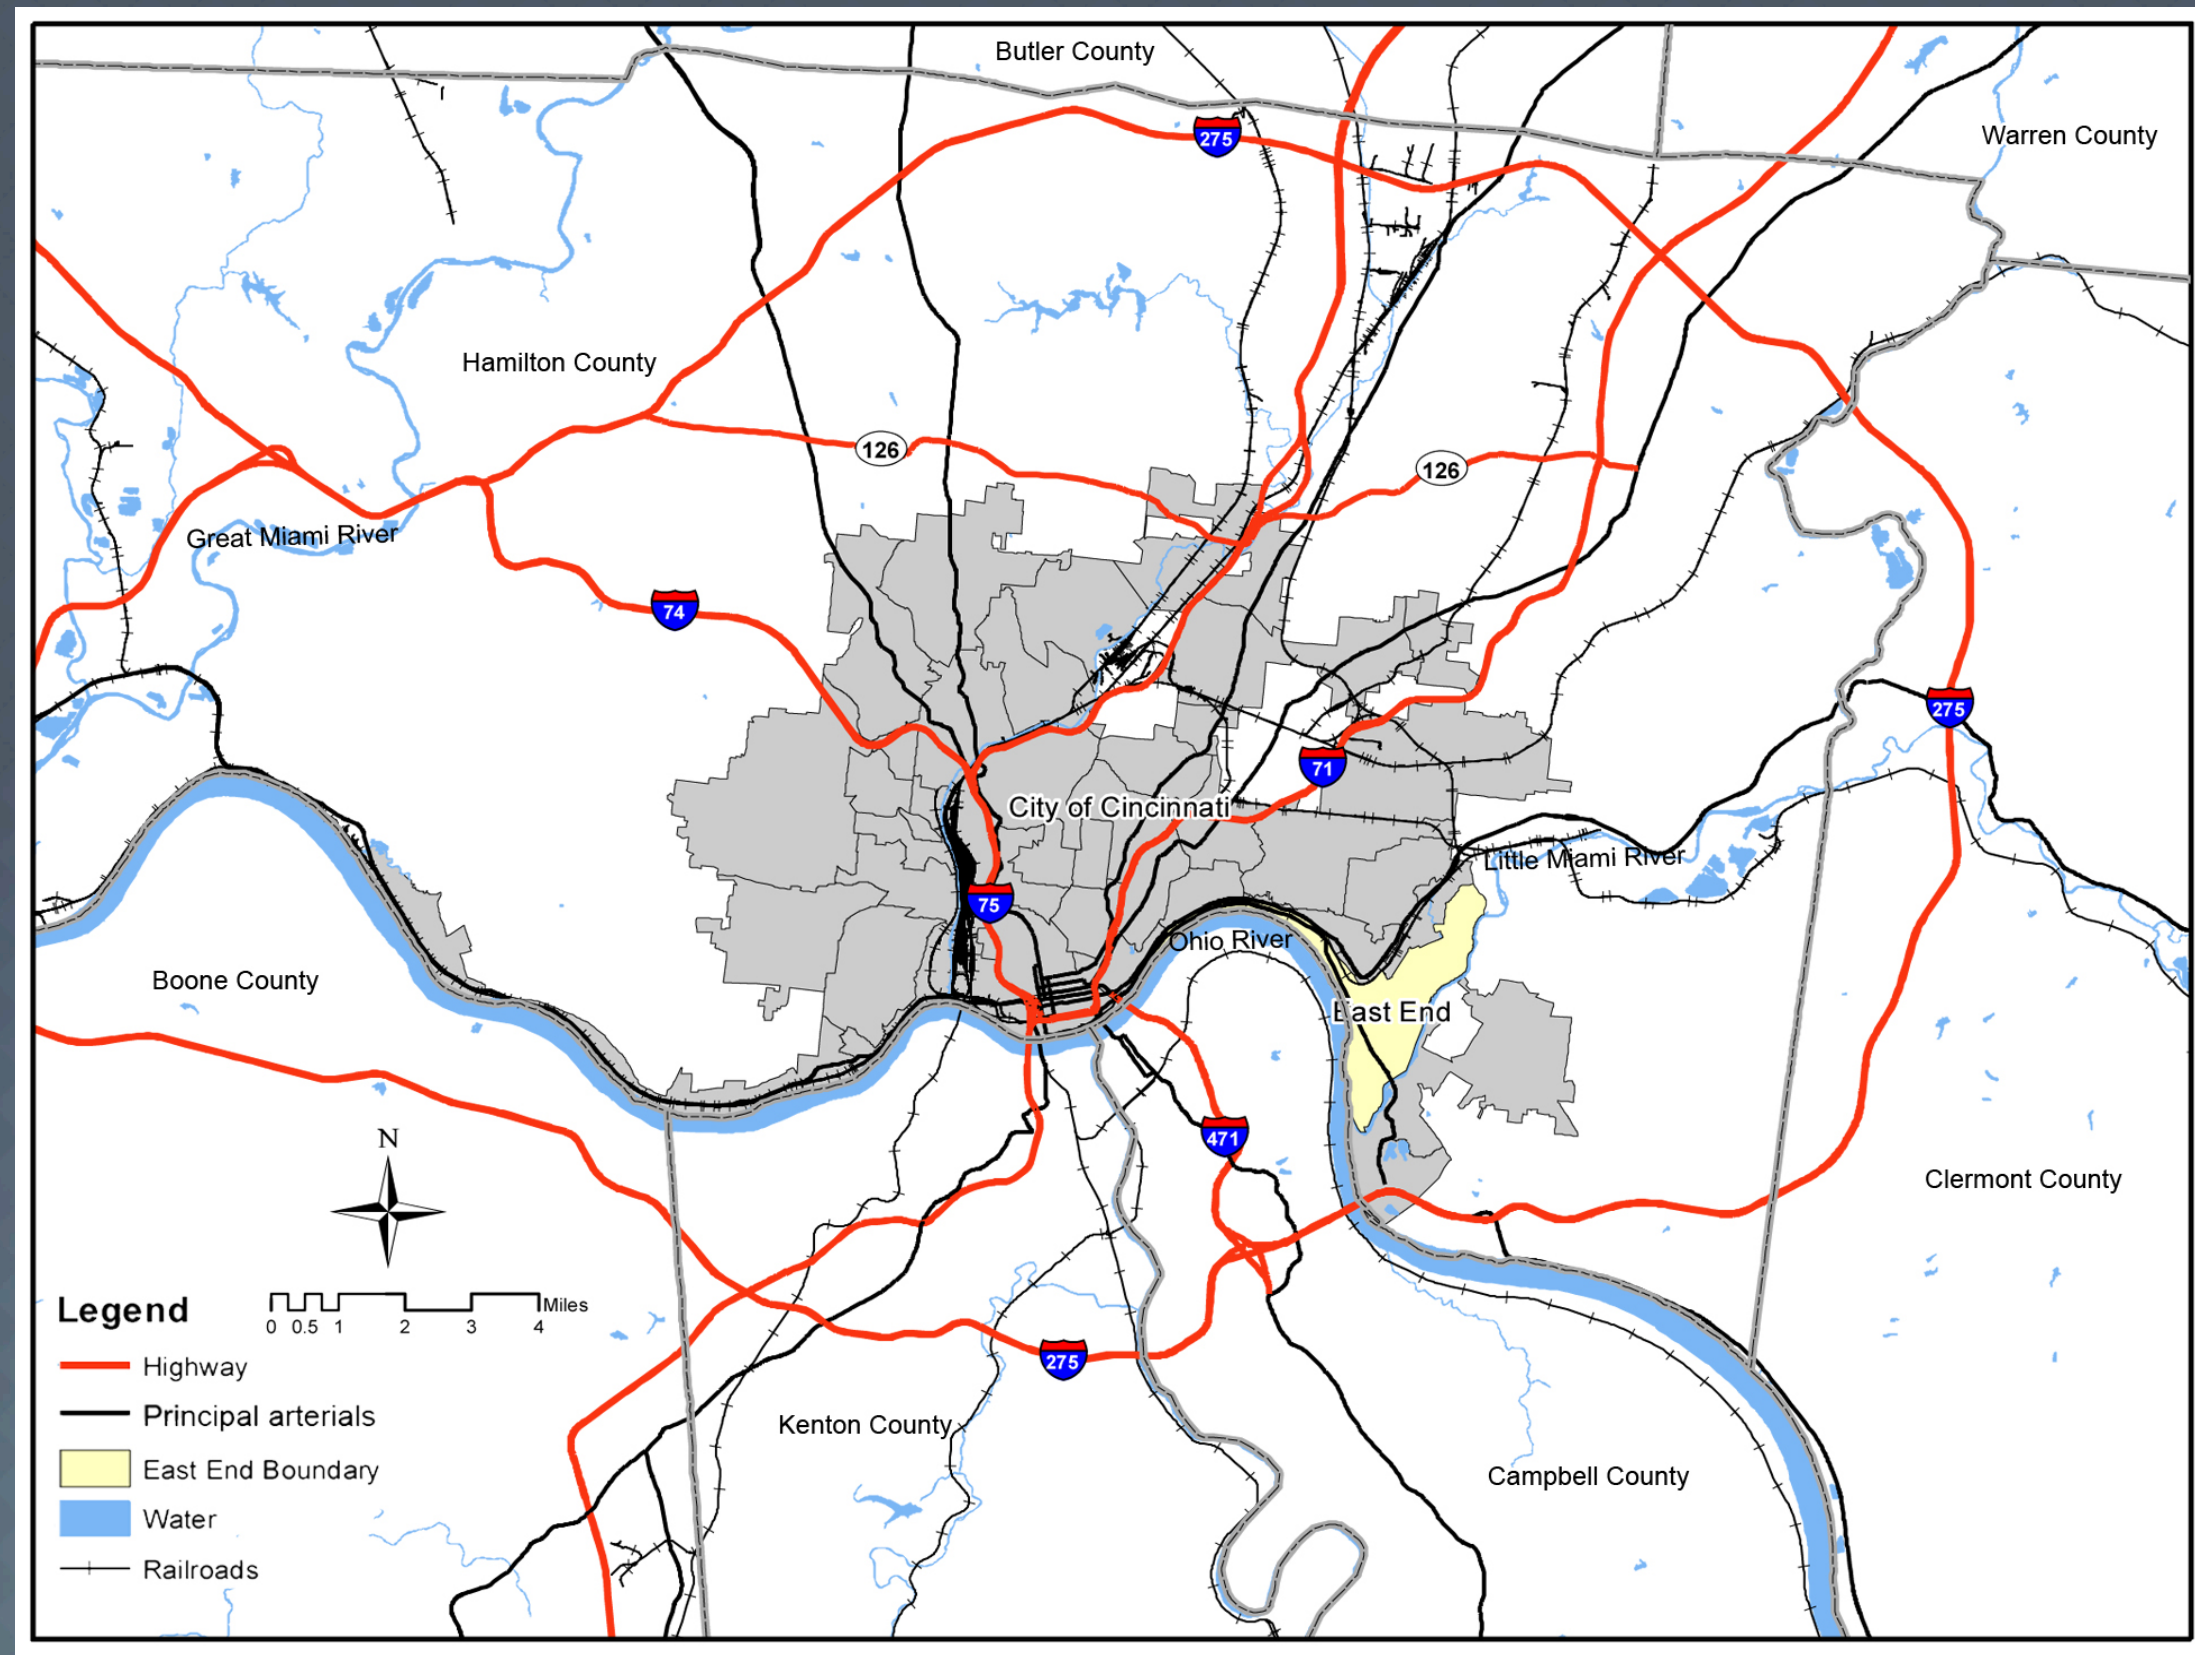 Butler County
Warren County
275
Hamilton County
126
126
Great Miami River
74
275
71
City of Cincinnati
Little Miami River
75
Ohio River
Boone County
East End
N
471
Clermont County
Legend
Miles
0 0.5 1 2 3 4
275
Highway
Principal arterials
Kenton County
East End Boundary
Campbell County
Water
Railroads